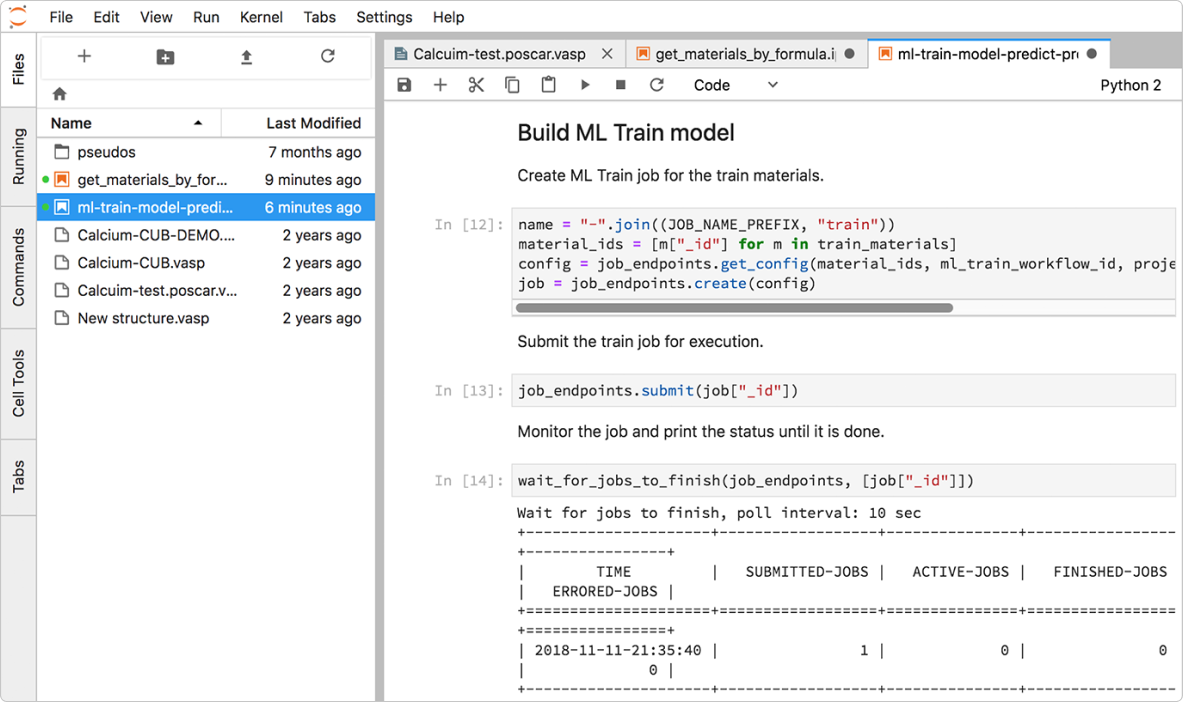 File Edit View Run Kernel Tabs Settings Help
Files
Running
Commands
Cell Tools
Tabs
Name Last Modified
pseudos 7 months ago
get_materials_by_for... 9 minutes ago
ml-train-model-predi... 6 minutes ago
Calcium-CUB-DEMO.... 2 years ago
Calcium-CUB.vasp 2 years ago
Calcuim-test.poscar.v... 2 years ago
New structure.vasp 2 years ago
Calcuim-test.poscar.vasp get_materials_by_formula.i ml-train-model-predict-pr
Code Python 2
Build ML Train model
Create ML Train job for the train materials.
In [12]: name = "-".join((JOB_NAME_PREFIX, "train"))
material_ids = [m["_id"] for m in train_materials]
config = job_endpoints.get_config(material_ids, ml_train_workflow_id, proje
job = job_endpoints.create(config)
Submit the train job for execution.
In [13]: job_endpoints.submit(job["_id"])
Monitor the job and print the status until it is done.
In [14]: wait_for_jobs_to_finish(job_endpoints, [job["_id"]])
Wait for jobs to finish, poll interval: 10 sec
+----------------------+-------------------+----------------+------------------
+----------------+
| TIME | SUBMITTED-JOBS | ACTIVE-JOBS | FINISHED-JOBS
| ERRORED-JOBS |
+======================+===================+================+==================
+================+
| 2018-11-11-21:35:40 | 1 | 0 | 0
| 0 |
+----------------------+-------------------+----------------+------------------